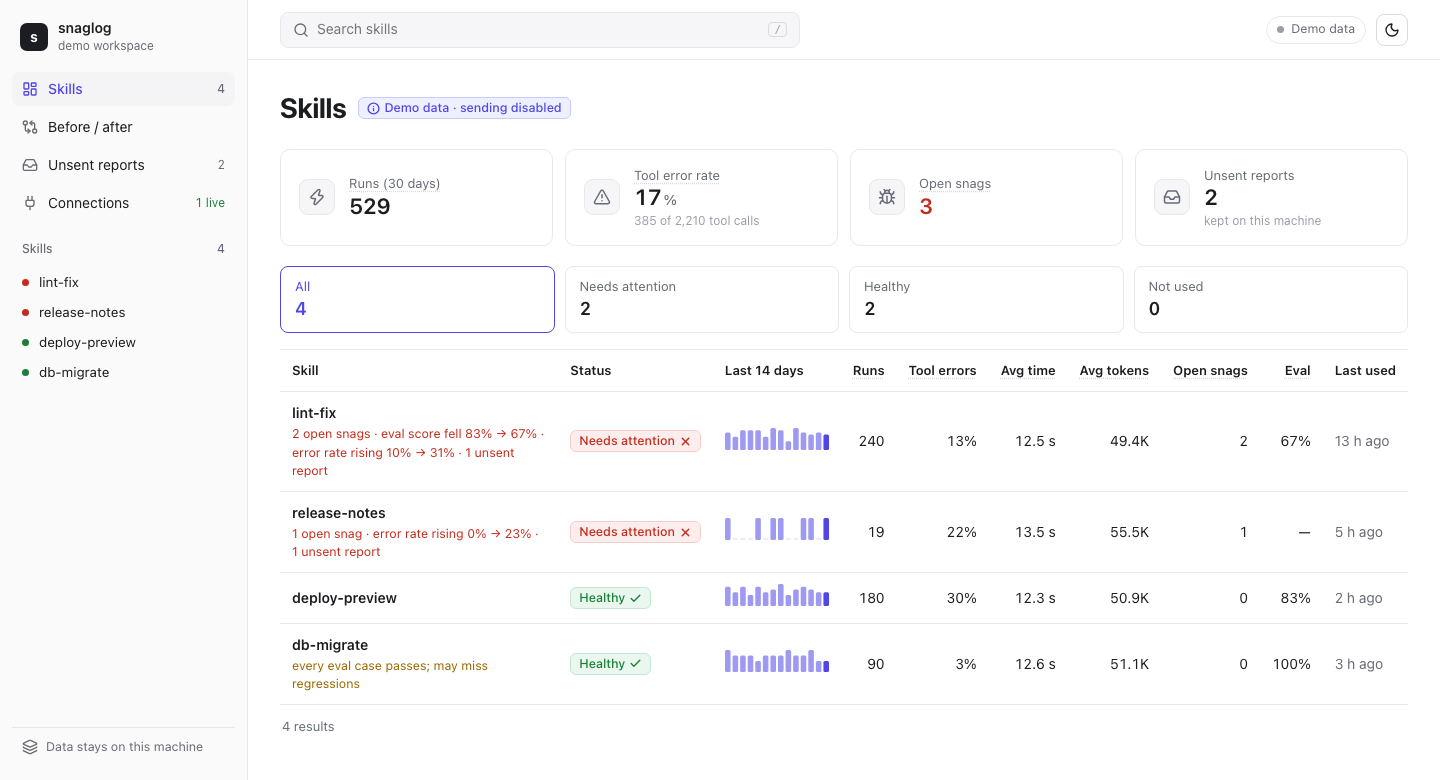 s
snaglog
demo workspace
Skills 4
Before / after
Unsent reports 2
Connections 1 live
Skills 4
lint-fix
release-notes
deploy-preview
db-migrate
Data stays on this machine
Search skills /
Demo data
Skills
Demo data · sending disabled
Runs (30 days)
529
Tool error rate
17%
385 of 2,210 tool calls
Open snags
3
Unsent reports
2
kept on this machine
All
4
Needs attention
2
Healthy
2
Not used
0
Skill Status Last 14 days Runs Tool errors Avg time Avg tokens Open snags Eval Last used
lint-fix
2 open snags · eval score fell 83% → 67% ·
error rate rising 10% → 31% · 1 unsent
report
Needs attention 240 13% 12.5 s 49.4K 2 67% 13 h ago
release-notes
1 open snag · error rate rising 0% → 23% ·
1 unsent report
Needs attention 19 22% 13.5 s 55.5K 1 — 5 h ago
deploy-preview Healthy 180 30% 12.3 s 50.9K 0 83% 2 h ago
db-migrate
every eval case passes; may miss
regressions
Healthy 90 3% 12.6 s 51.1K 0 100% 3 h ago
4 results